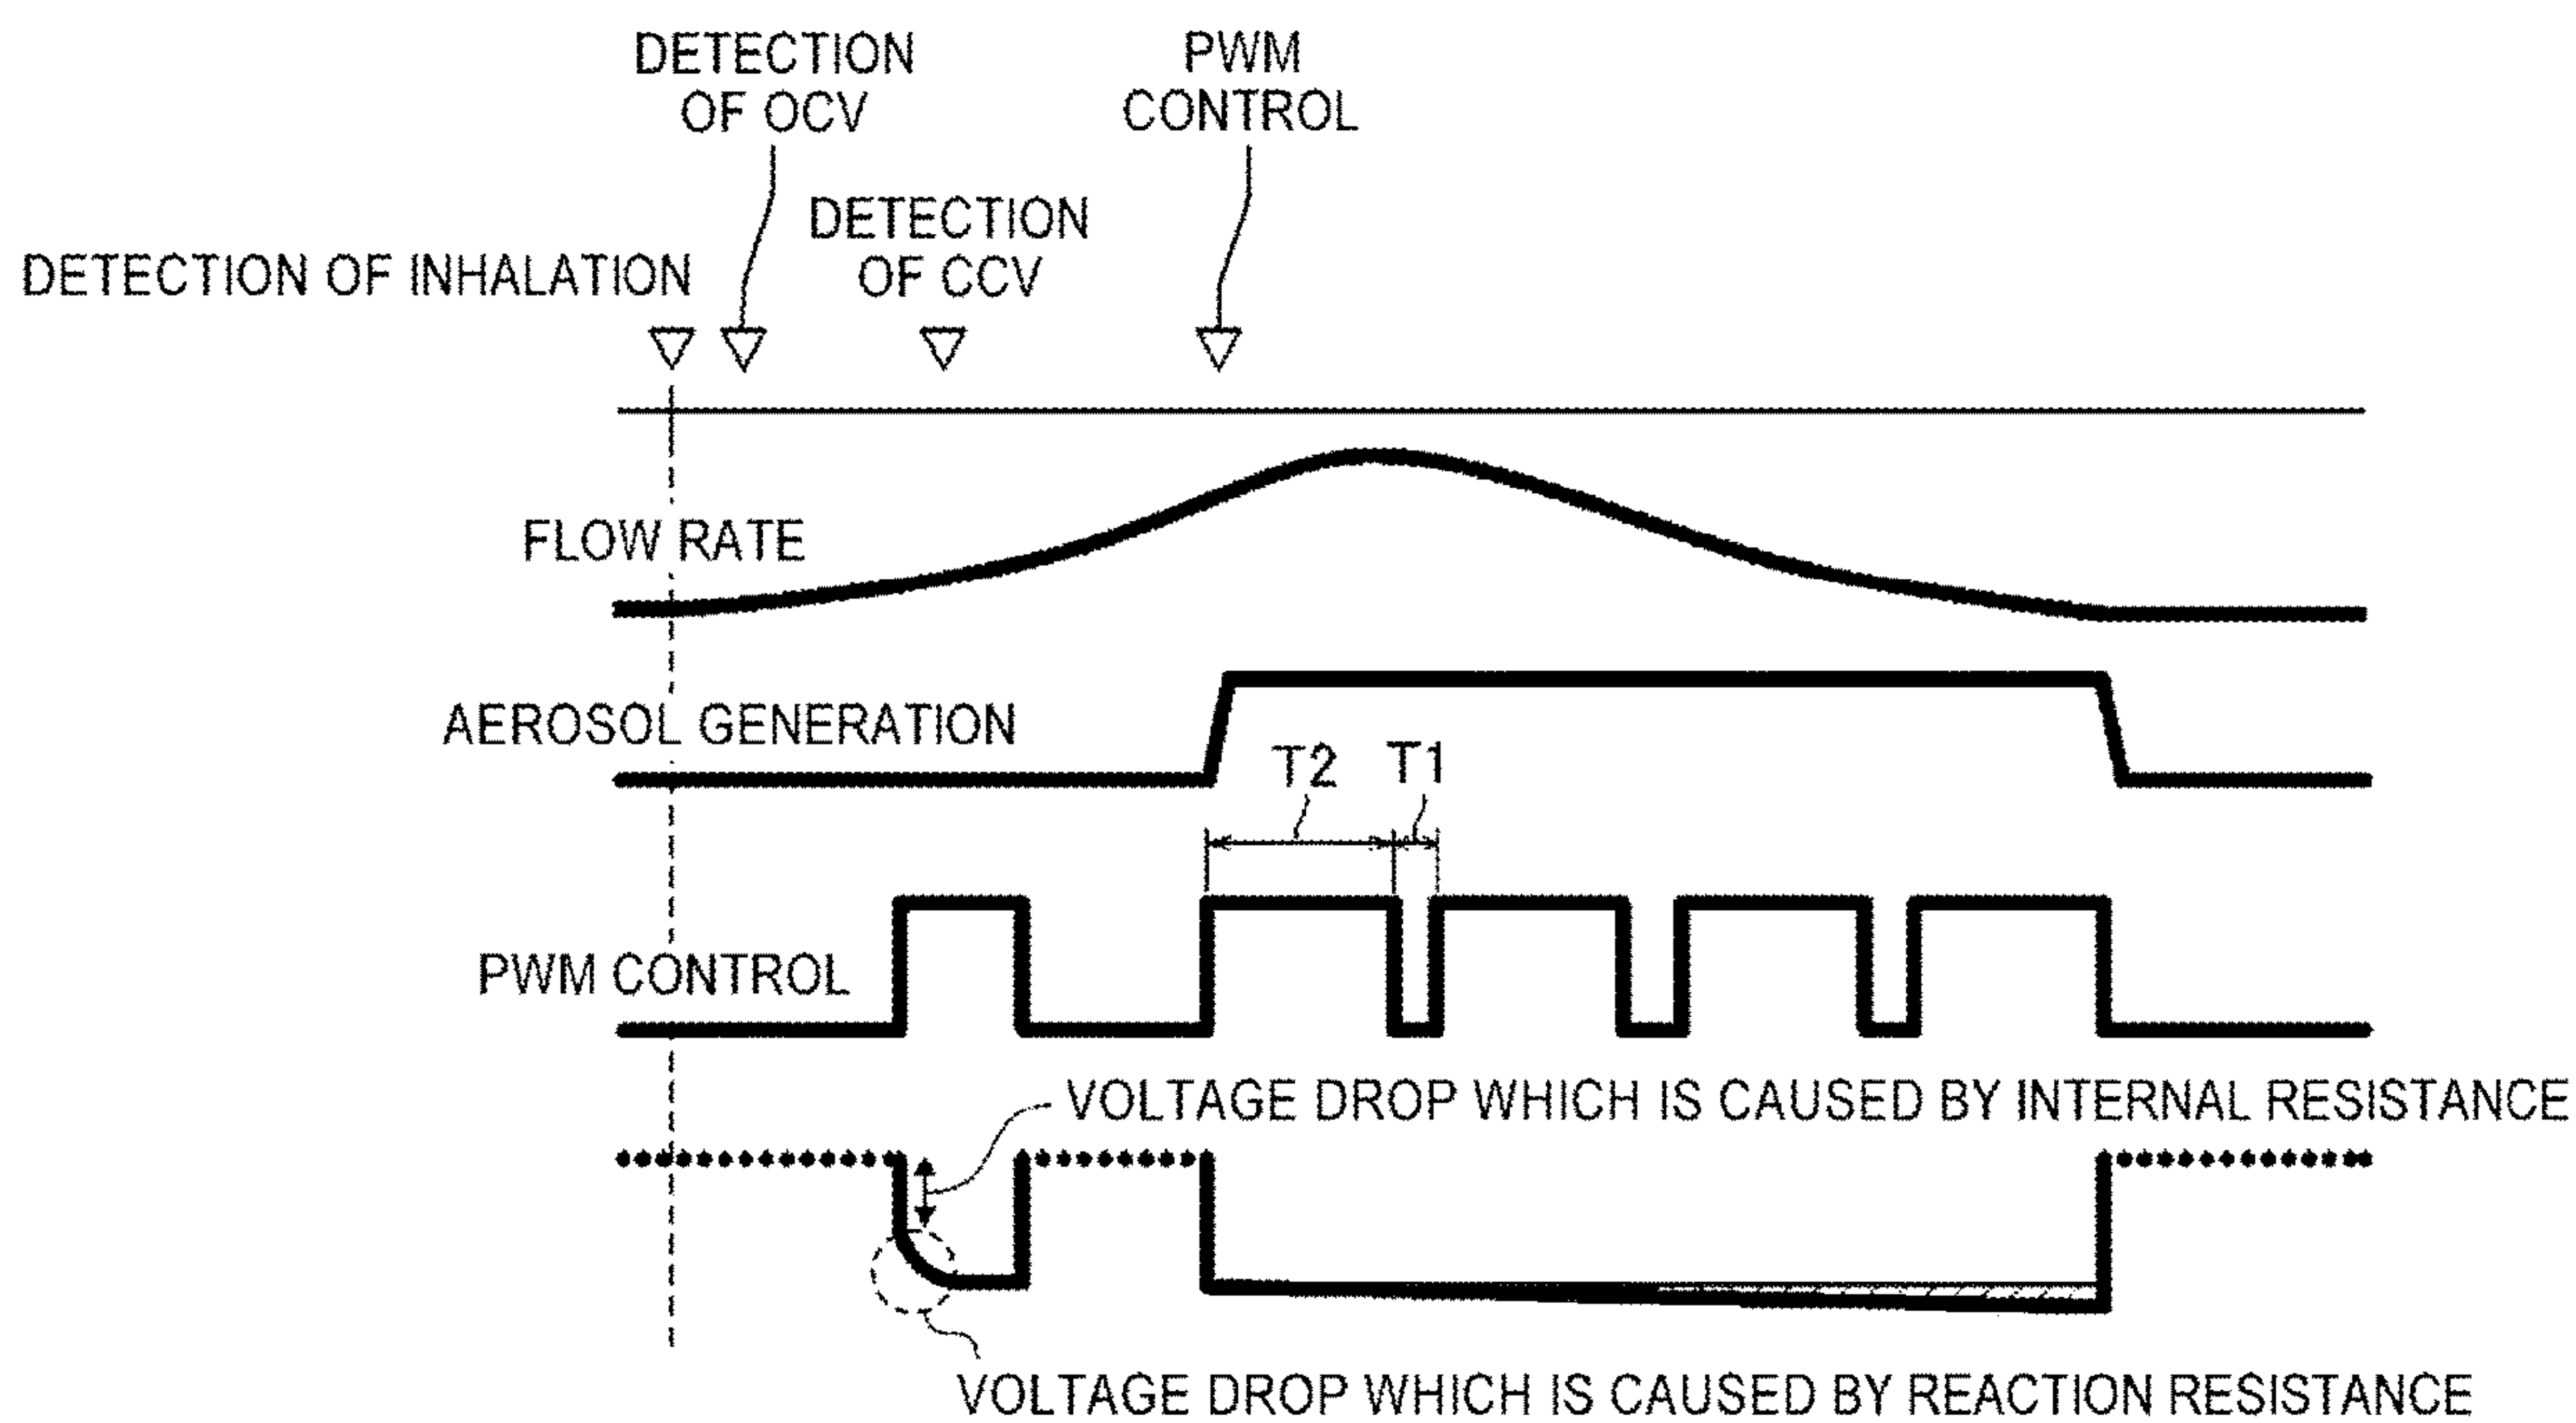 DETECTION
OF OCV
PWM
CONTROL
DETECTION
OF CCV
DETECTION OF INHALATION
FLOW RATE
AEROSOL GENERATION
T2
T1
PWM CONTROL
VOLTAGE DROP WHICH IS CAUSED BY INTERNAL RESISTANCE
VOLTAGE DROP WHICH IS CAUSED BY REACTION RESISTANCE